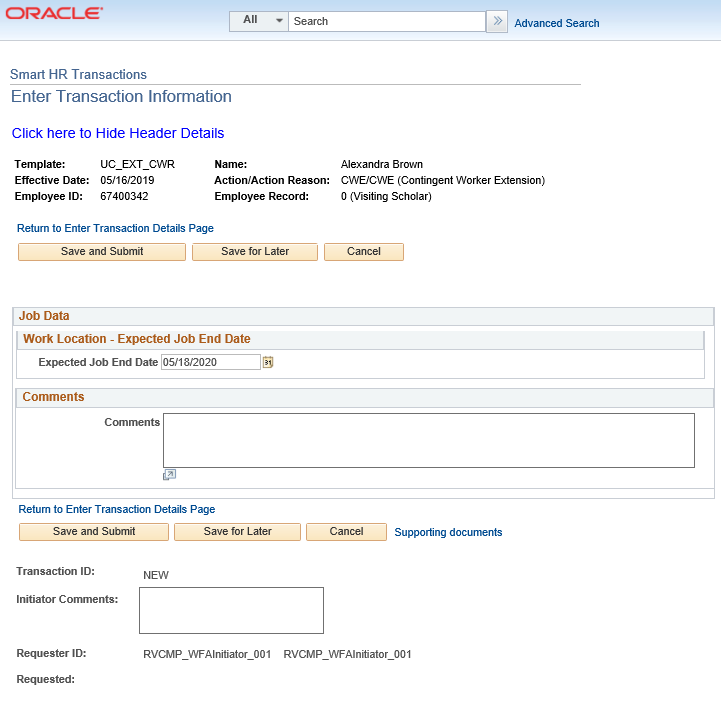 ORACLE®
All Search Advanced Search
Smart HR Transactions
Enter Transaction Information
Click here to Hide Header Details
Template: UC_EXT_CWR Name: Alexandra Brown
Effective Date: 05/16/2019 Action/Action Reason: CWE/CWE (Contingent Worker Extension)
Employee ID: 67400342 Employee Record: 0 (Visiting Scholar)
Return to Enter Transaction Details Page
Save and Submit Save for Later Cancel
Job Data
Work Location - Expected Job End Date
Expected Job End Date 05/18/2020 31
Comments
Comments
Return to Enter Transaction Details Page
Save and Submit Save for Later Cancel Supporting documents
Transaction ID: NEW
Initiator Comments:
Requester ID: RVCMP_WFAInitiator_001 RVCMP_WFAInitiator_001
Requested: